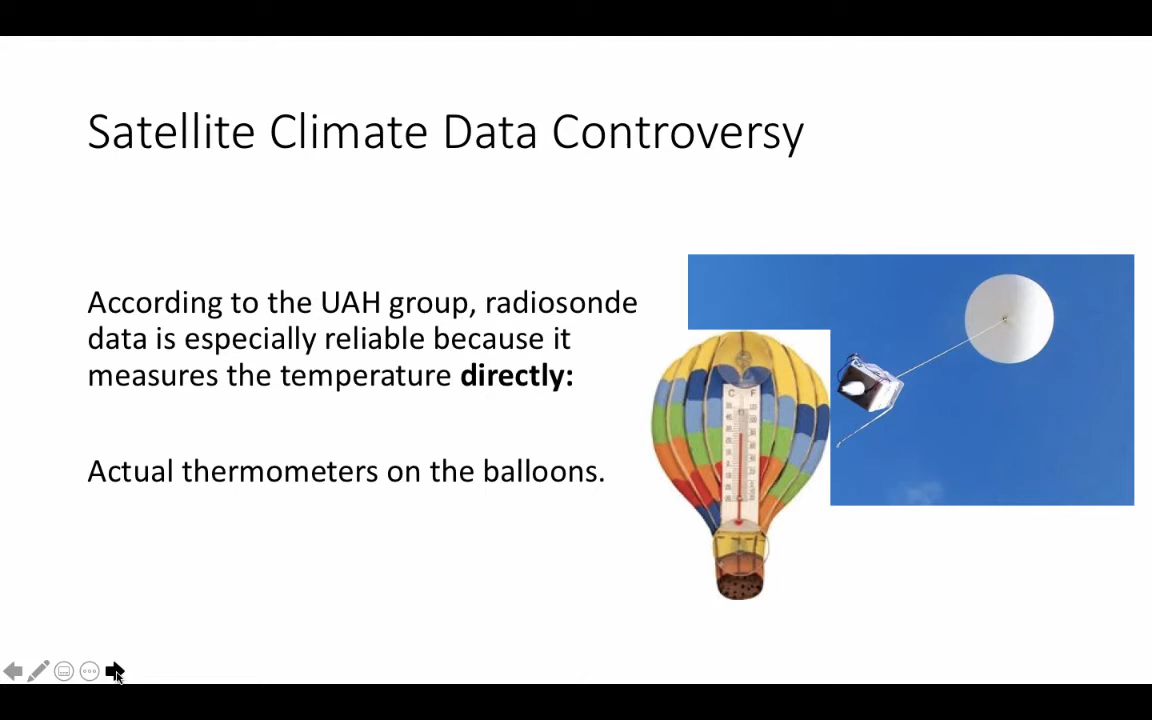 Satellite Climate Data Controversy
According to the UAH group, radiosonde
data is especially reliable because it
measures the temperature directly:
Actual thermometers on the balloons.
C F